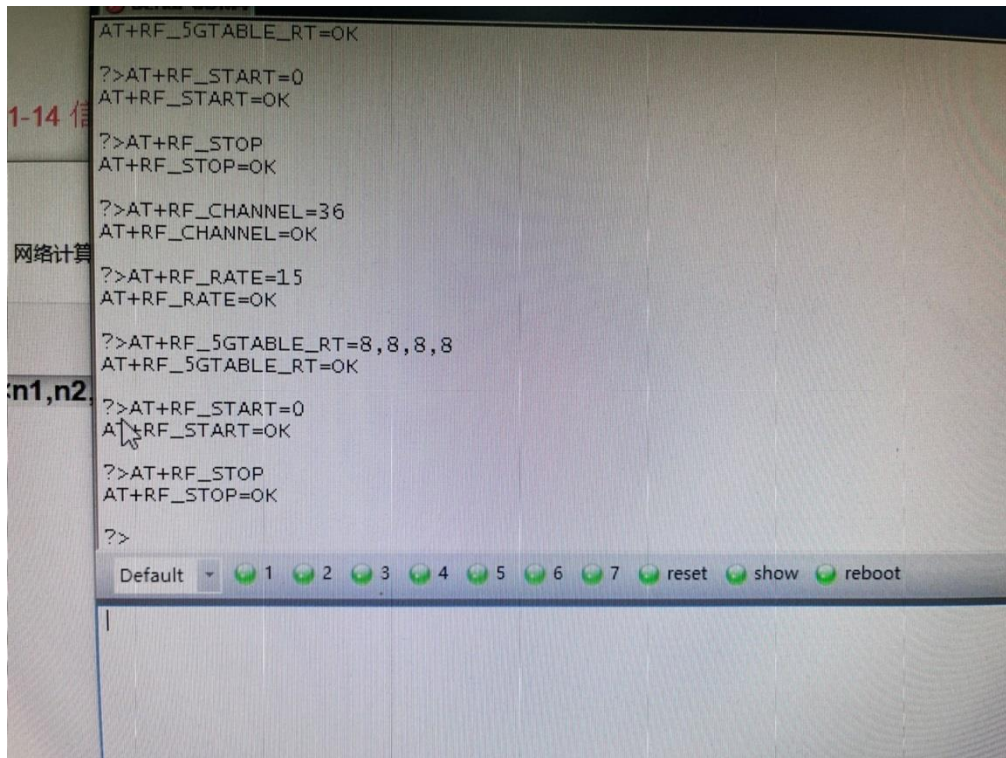 AT+RF_5GTABLE_RT=OK
?>AT+RF_START=0
AT+RF_START=OK
1-14 信
?>AT+RF_STOP
AT+RF_STOP=OK
?>AT+RF_CHANNEL=36
AT+RF_CHANNEL=OK
网络计算
?>AT+RF_RATE=15
AT+RF_RATE=OK
?>AT+RF_5GTABLE_RT=8,8,8,8
AT+RF_5GTABLE_RT=OK
n1,n2,
?>AT+RF_START=0
AT+RF_START=OK
?>AT+RF_STOP
AT+RF_STOP=OK
?>
Default 1 2 3 4 5 6 7 reset show reboot